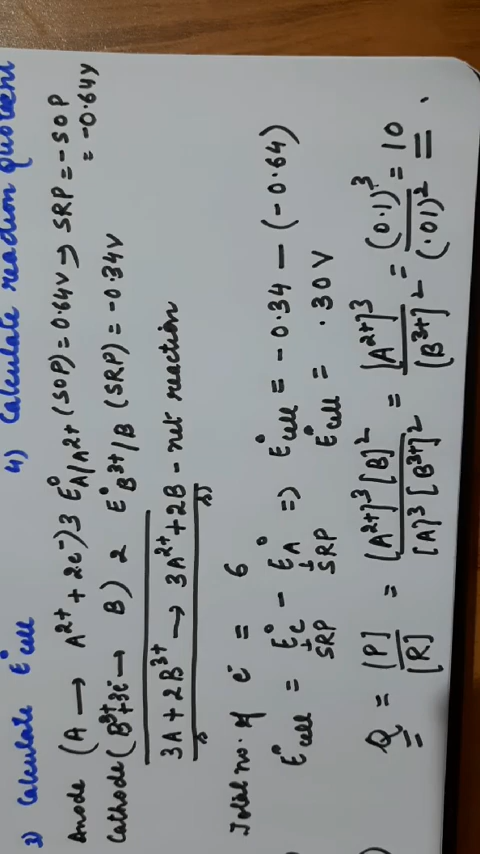 3) Calculate E°cell 4) Calculate reaction quotient
Anode (A → A²⁺ + 2e⁻) 3 E°A/A²⁺ (SOP) = 0.64V ⇒ SRP = -SOP
= -0.64V
Cathode (B³⁺ + 3e⁻ → B) 2 E°B³⁺/B (SRP) = -0.34V
3A + 2B³⁺ → 3A²⁺ + 2B - net reaction
(s) (s)
Total no. of e⁻ = 6
E°cell = E°C - E°A ⇒ E°cell = -0.34 - (-0.64)
↓ ↓
SRP SRP E°cell = .30 V
Q = [P]/[R] = [A²⁺]³[B]²/[A]³[B³⁺]² = [A²⁺]³/[B³⁺]² = (0.1)³/(.01)² = 10.